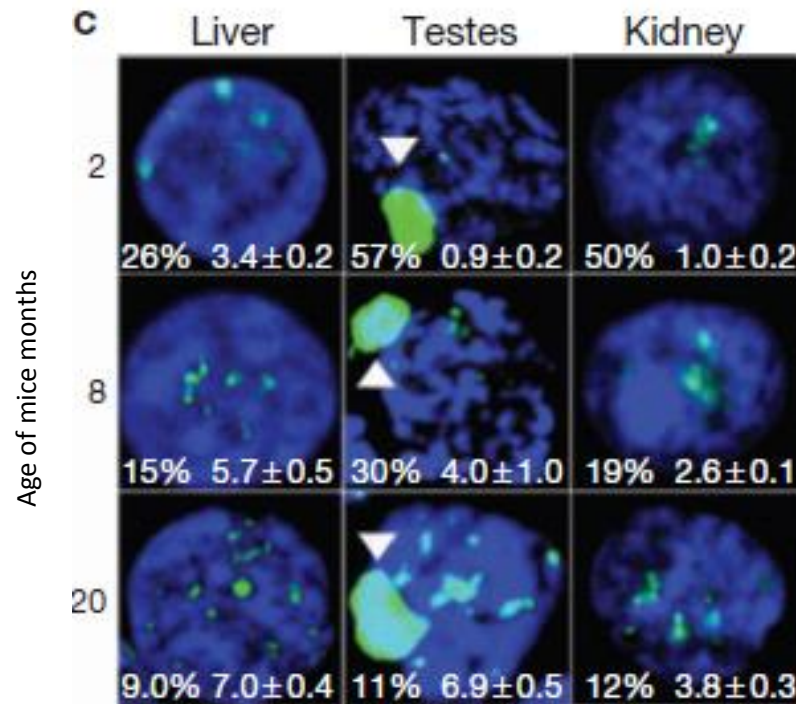 c Liver Testes Kidney
Age of mice months
2
26% 3.4±0.2 57% 0.9±0.2 50% 1.0±0.2
8
15% 5.7±0.5 30% 4.0±1.0 19% 2.6±0.1
20
9.0% 7.0±0.4 11% 6.9±0.5 12% 3.8±0.3